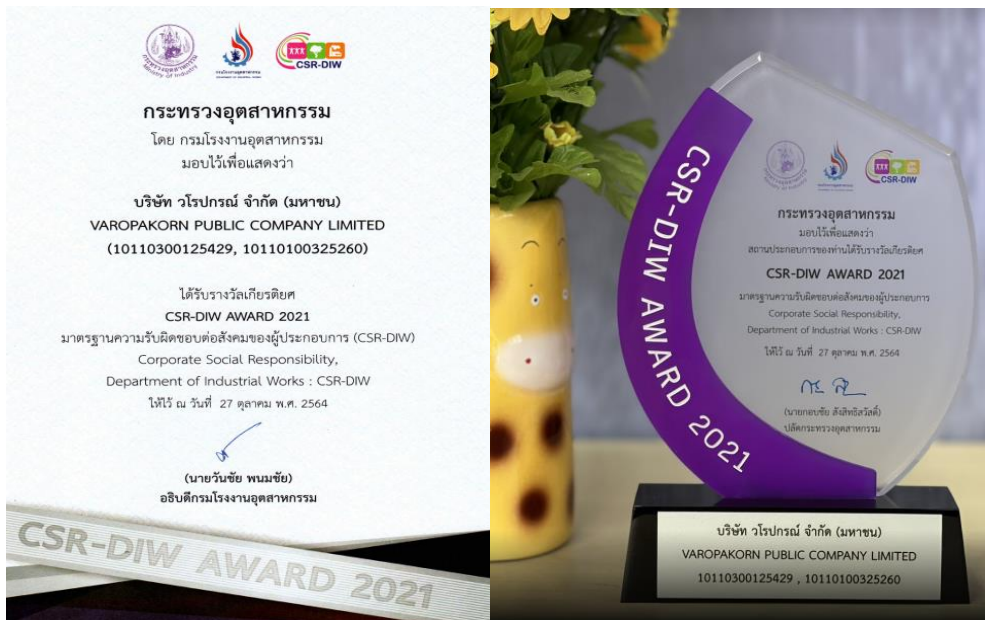 กระทรวงอุตสาหกรรม
Ministry of Industry
CSR-DIW
กระทรวงอุตสาหกรรม
โดย กรมโรงงานอุตสาหกรรม
มอบไว้เพื่อแสดงว่า
บริษัท วโรปกรณ์ จำกัด (มหาชน)
VAROPAKORN PUBLIC COMPANY LIMITED
(10110300125429, 10110100325260)
ได้รับรางวัลเกียรติยศ
CSR-DIW AWARD 2021
มาตรฐานความรับผิดชอบต่อสังคมของผู้ประกอบการ (CSR-DIW)
Corporate Social Responsibility,
Department of Industrial Works : CSR-DIW
ให้ไว้ ณ วันที่ 27 ตุลาคม พ.ศ. 2564
(นายวันชัย พนมชัย)
อธิบดีกรมโรงงานอุตสาหกรรม
CSR-DIW AWARD 2021
CSR-DIW AWARD 2021
CSR-DIW
กระทรวงอุตสาหกรรม
มอบไว้เพื่อแสดงว่า
สถานประกอบการของท่านได้รับรางวัลเกียรติยศ
CSR-DIW AWARD 2021
มาตรฐานความรับผิดชอบต่อสังคมของผู้ประกอบการ
Corporate Social Responsibility,
Department of Industrial Works : CSR-DIW
ให้ไว้ ณ วันที่ 27 ตุลาคม พ.ศ. 2564
(นายกอบชัย สังสิทธิสวัสดิ์)
ปลัดกระทรวงอุตสาหกรรม
บริษัท วโรปกรณ์ จำกัด (มหาชน)
VAROPAKORN PUBLIC COMPANY LIMITED
10110300125429 , 10110100325260